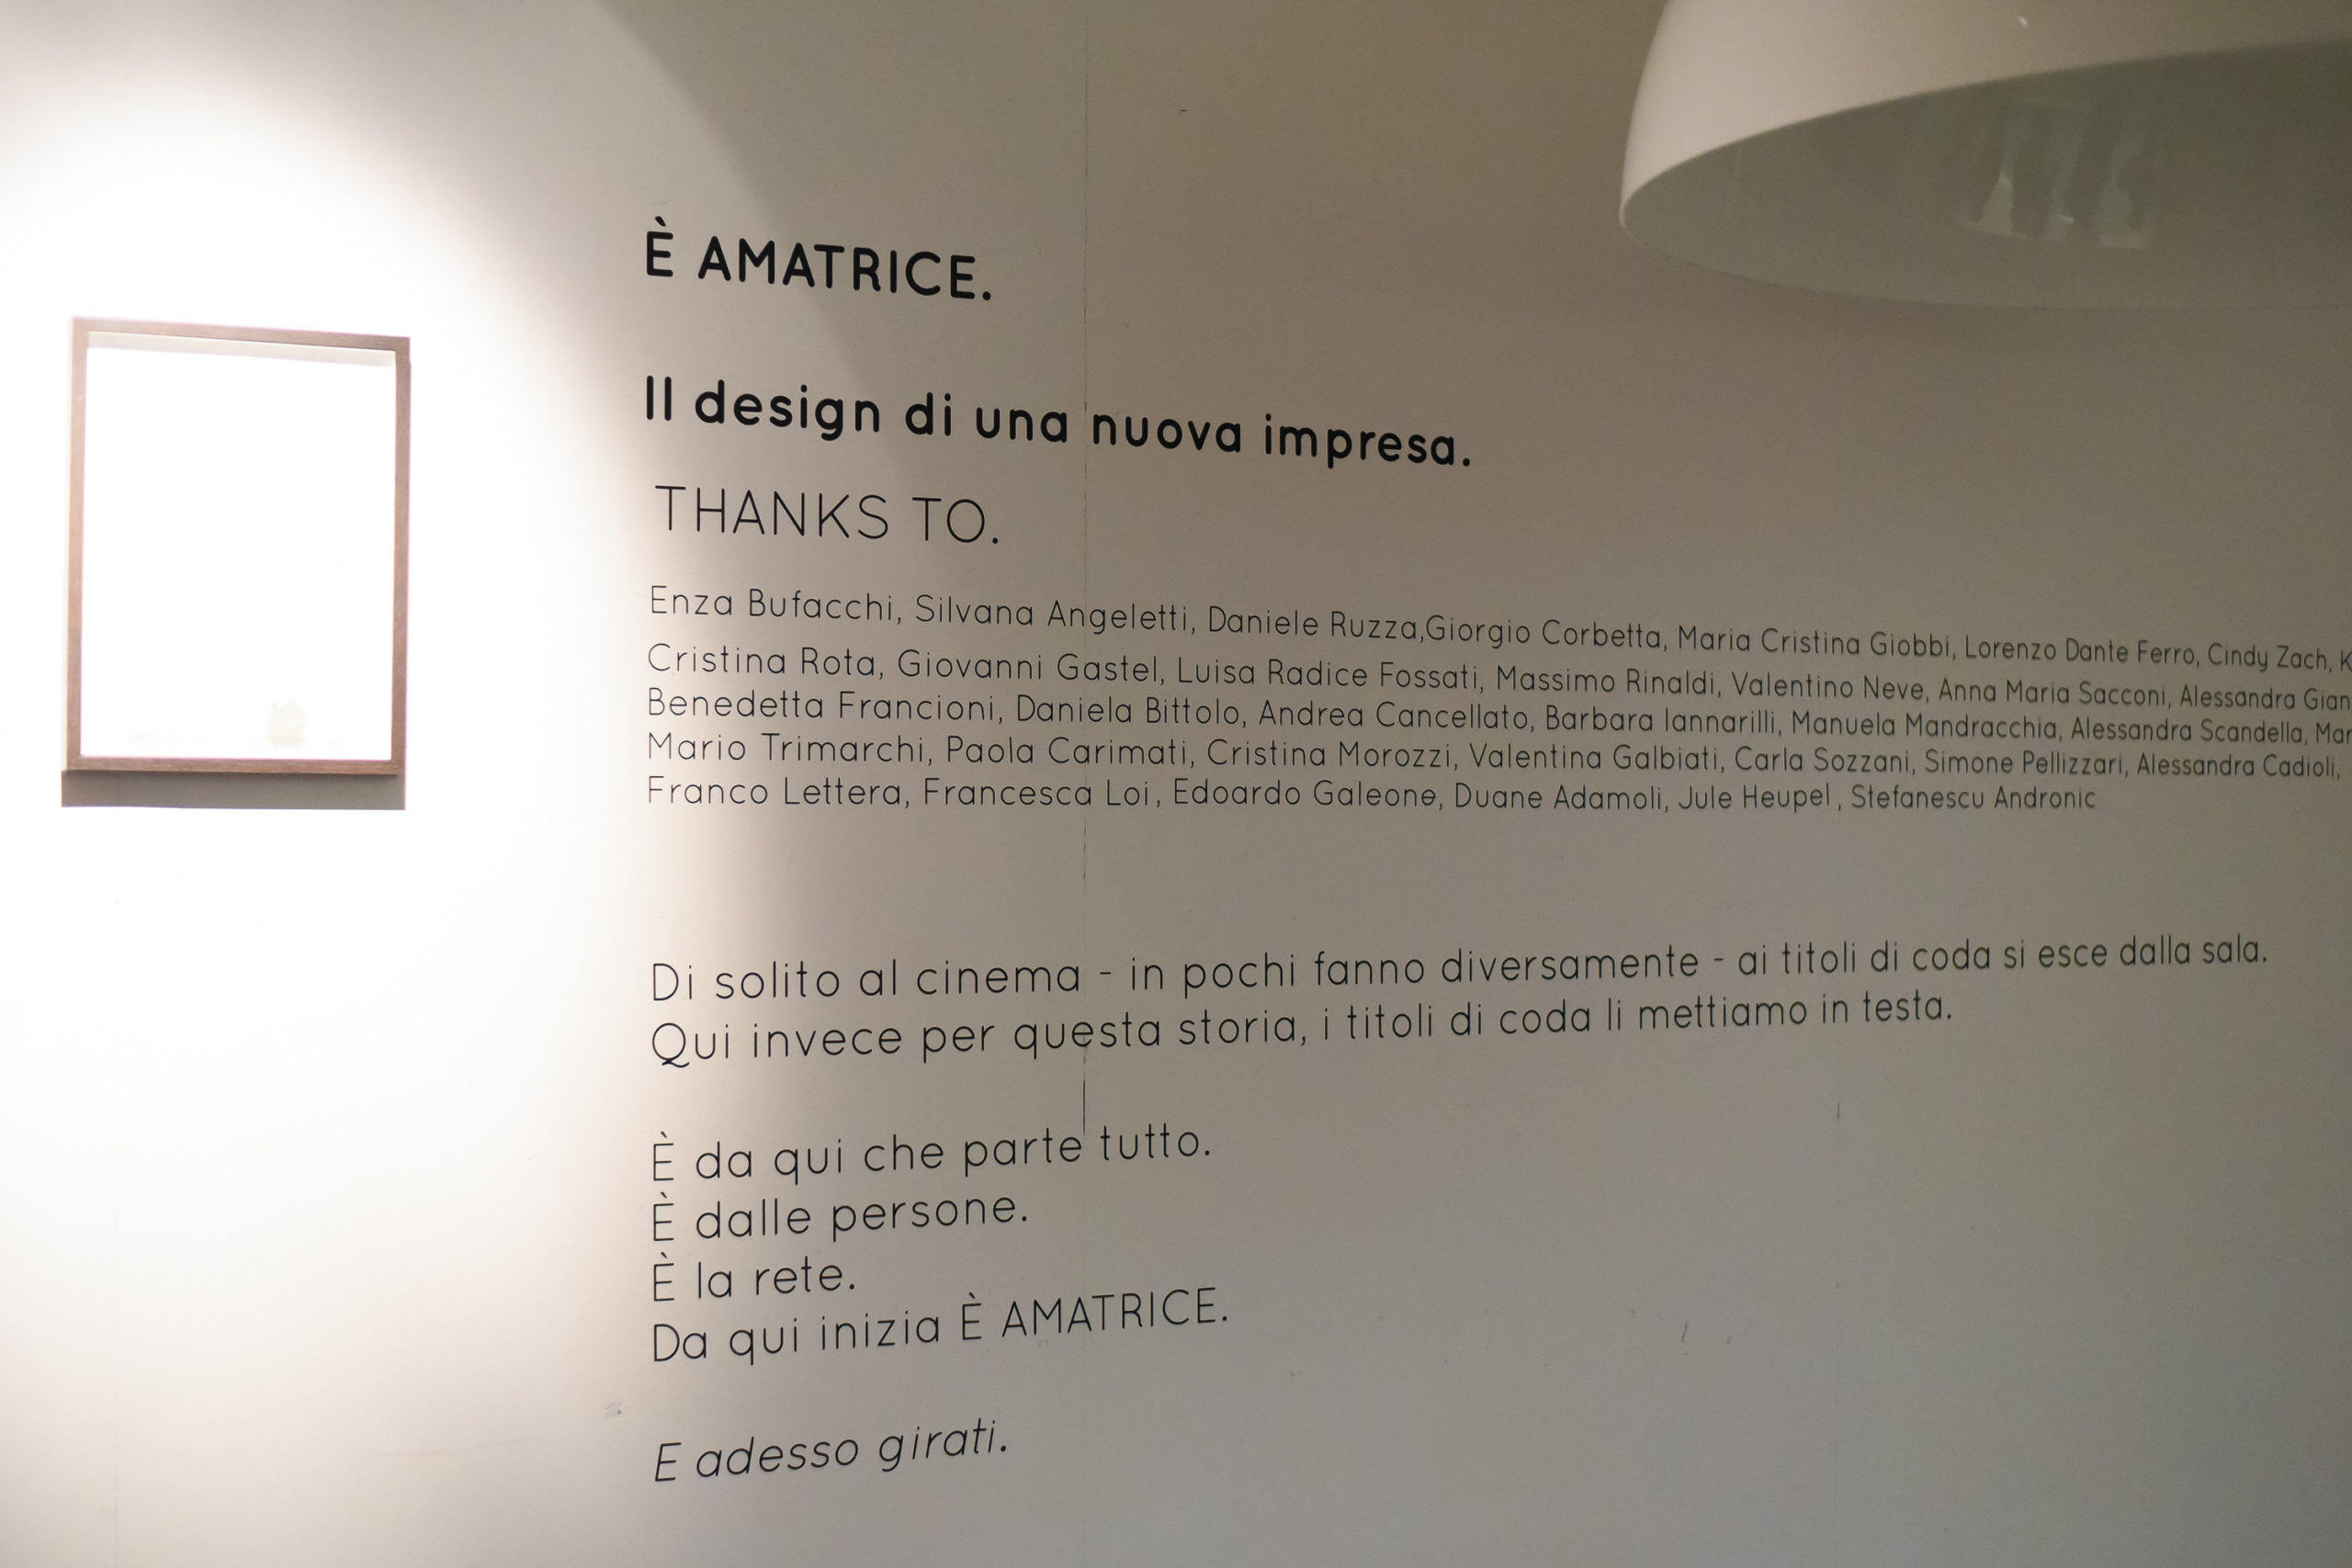 È AMATRICE.
Il design di una nuova impresa.
THANKS TO.
Enza Bufacchi, Silvana Angeletti, Daniele Ruzza,Giorgio Corbetta, Maria Cristina Giobbi, Lorenzo Dante Ferro, Cindy Zach,
Cristina Rota, Giovanni Gastel, Luisa Radice Fossati, Massimo Rinaldi, Valentino Neve, Anna Maria Sacconi, Alessandra
Benedetta Francioni, Daniela Bittolo, Andrea Cancellato, Barbara Iannarilli, Manuela Mandracchia, Alessandra Scandella,
Mario Trimarchi, Paola Carimati, Cristina Morozzi, Valentina Galbiati, Carla Sozzani, Simone Pellizzari, Alessandra Cadioli,
Franco Lettera, Francesca Loi, Edoardo Galeone, Duane Adamoli, Jule Heupel , Stefanescu Andronic
Di solito al cinema - in pochi fanno diversamente - ai titoli di coda si esce dalla sala.
Qui invece per questa storia, i titoli di coda li mettiamo in testa.
È da qui che parte tutto.
È dalle persone.
È la rete.
Da qui inizia È AMATRICE.
E adesso girati.